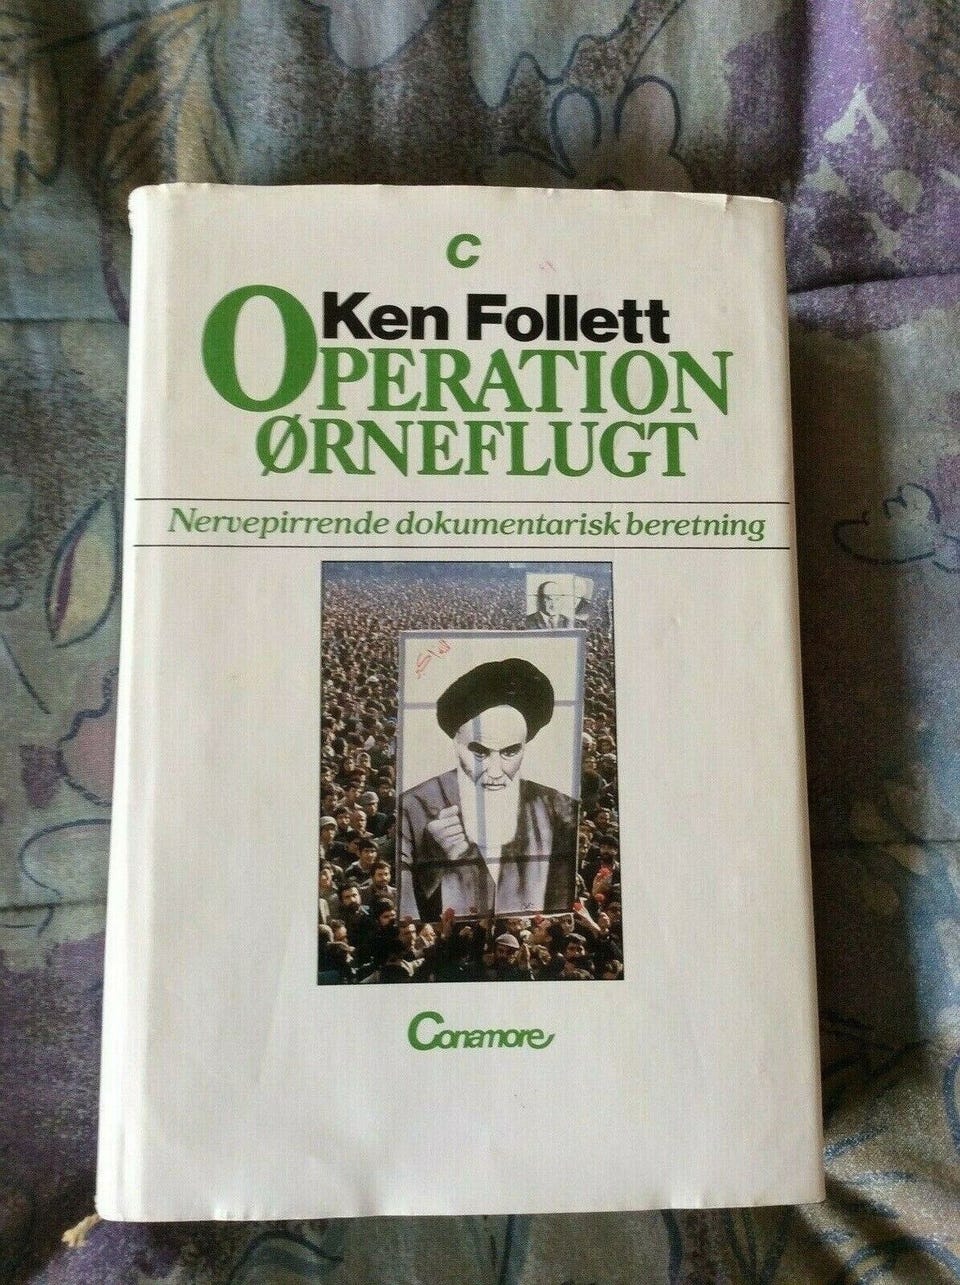 C
Ken Follett
OPERATION
ØRNEFLUGT
Nervepirrende dokumentarisk beretning
Conamore